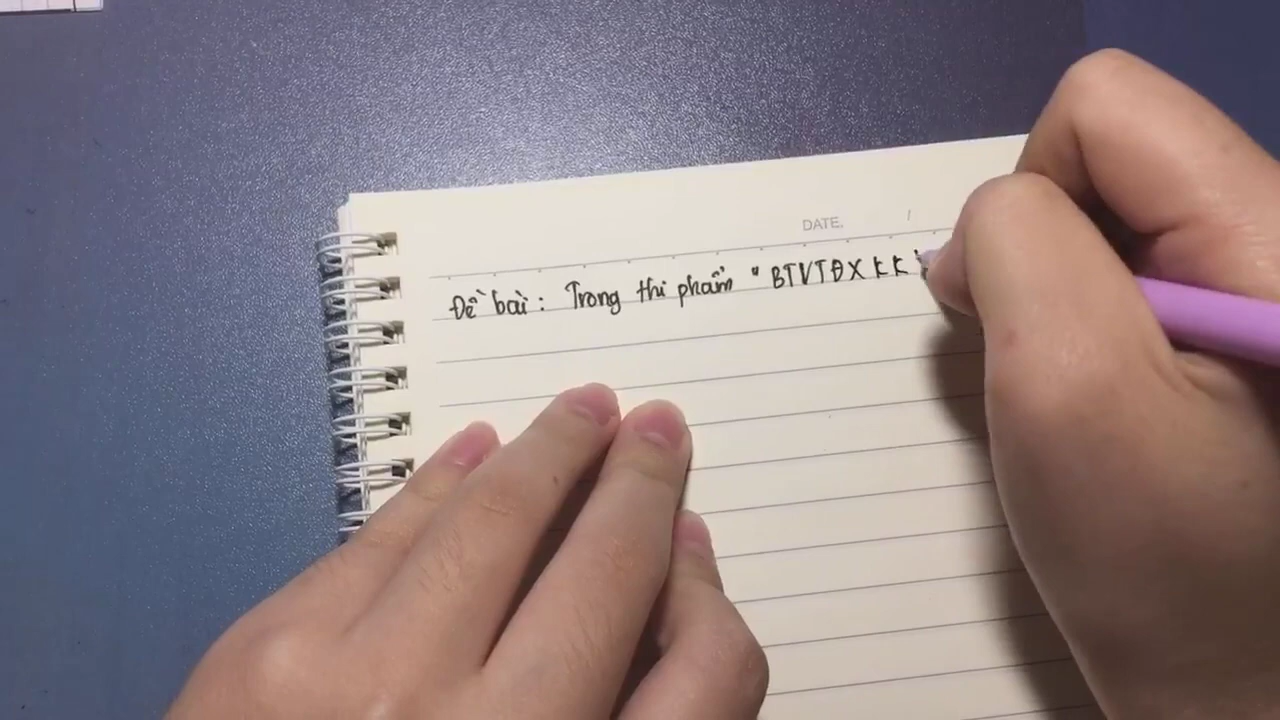 DATE. /
Đề bài : Trong thi phẩm " BTVTĐXKK "